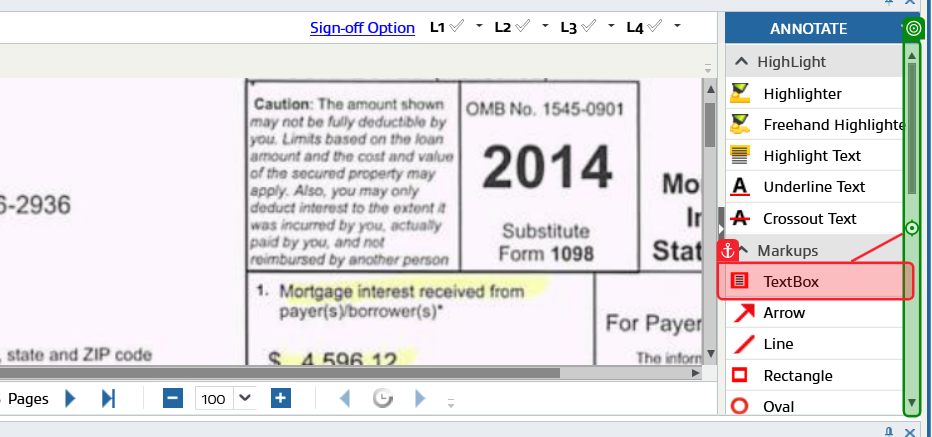 Sign-off Option L1 L2 L3 L4
ANNOTATE
HighLight
Highlighter
Freehand Highlighte
Highlight Text
Underline Text
Crossout Text
Markups
TextBox
Arrow
Line
Rectangle
Oval
Caution: The amount shown
may not be fully deductible by
you. Limits based on the loan
amount and the cost and value
of the secured property may
apply. Also, you may only
deduct interest to the extent it
was incurred by you, actually
paid by you, and not
reimbursed by another person
OMB No. 1545-0901
2014
Substitute
Form 1098
Mo
In
Stat
6-2936
1. Mortgage interest received from
payer(s)/borrower(s)*
$ 4,596.12
For Payer
The inform
, state and ZIP code
Pages
100